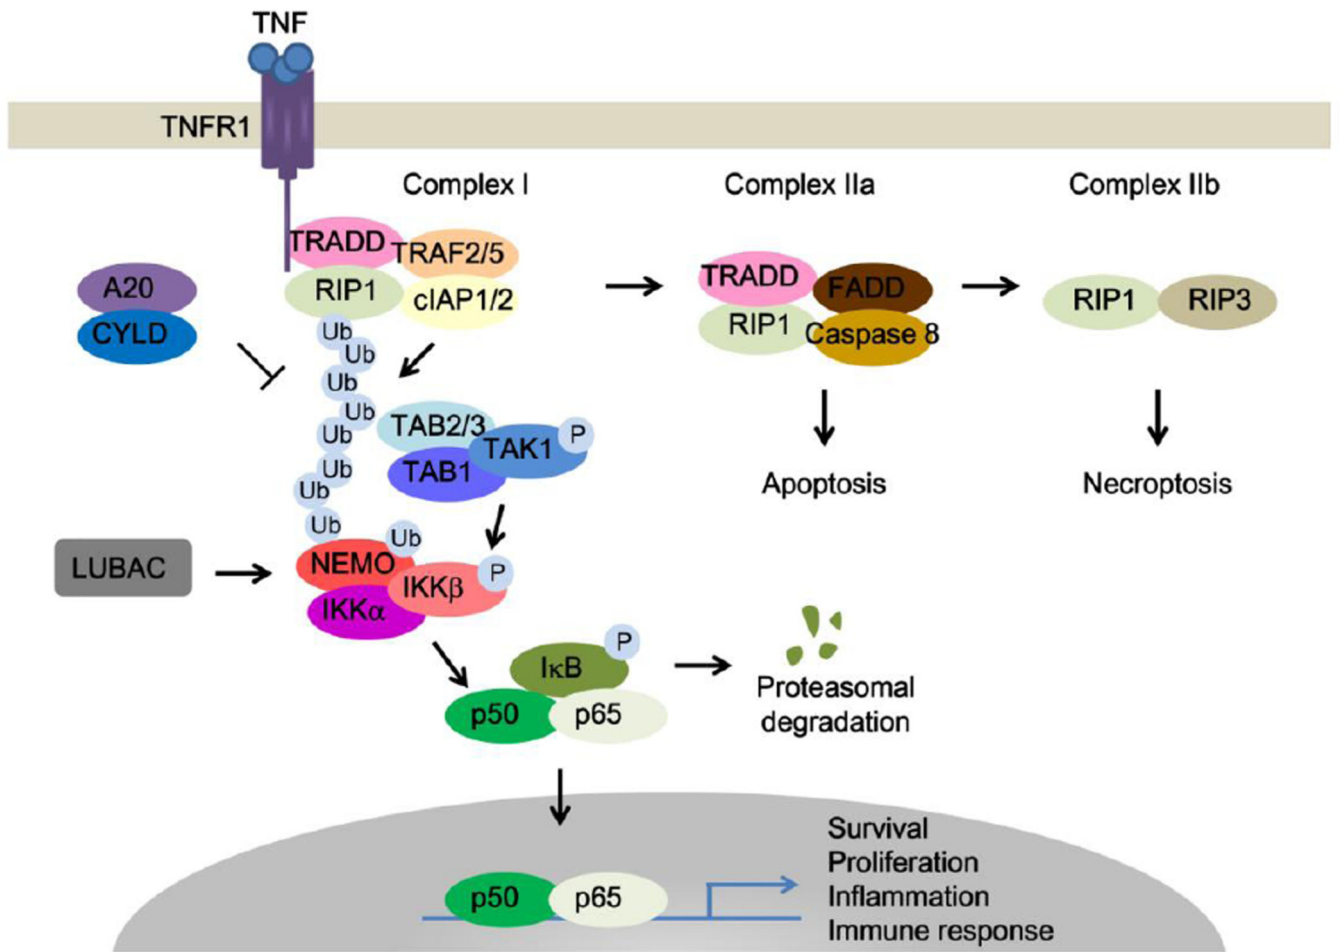 TNF
TNFR1
Complex I
Complex IIa
Complex IIb
TRADD
TRAF2/5
RIP1
cIAP1/2
A20
CYLD
TRADD
FADD
RIP1
Caspase 8
RIP1
RIP3
Ub
Ub
Ub
Ub
Ub
Ub
Ub
Ub
TAB2/3
TAK1
P
TAB1
Apoptosis
Necroptosis
LUBAC
NEMO
Ub
IKKβ
P
IKKα
IκB
P
p50
p65
Proteasomal
degradation
p50
p65
Survival
Proliferation
Inflammation
Immune response